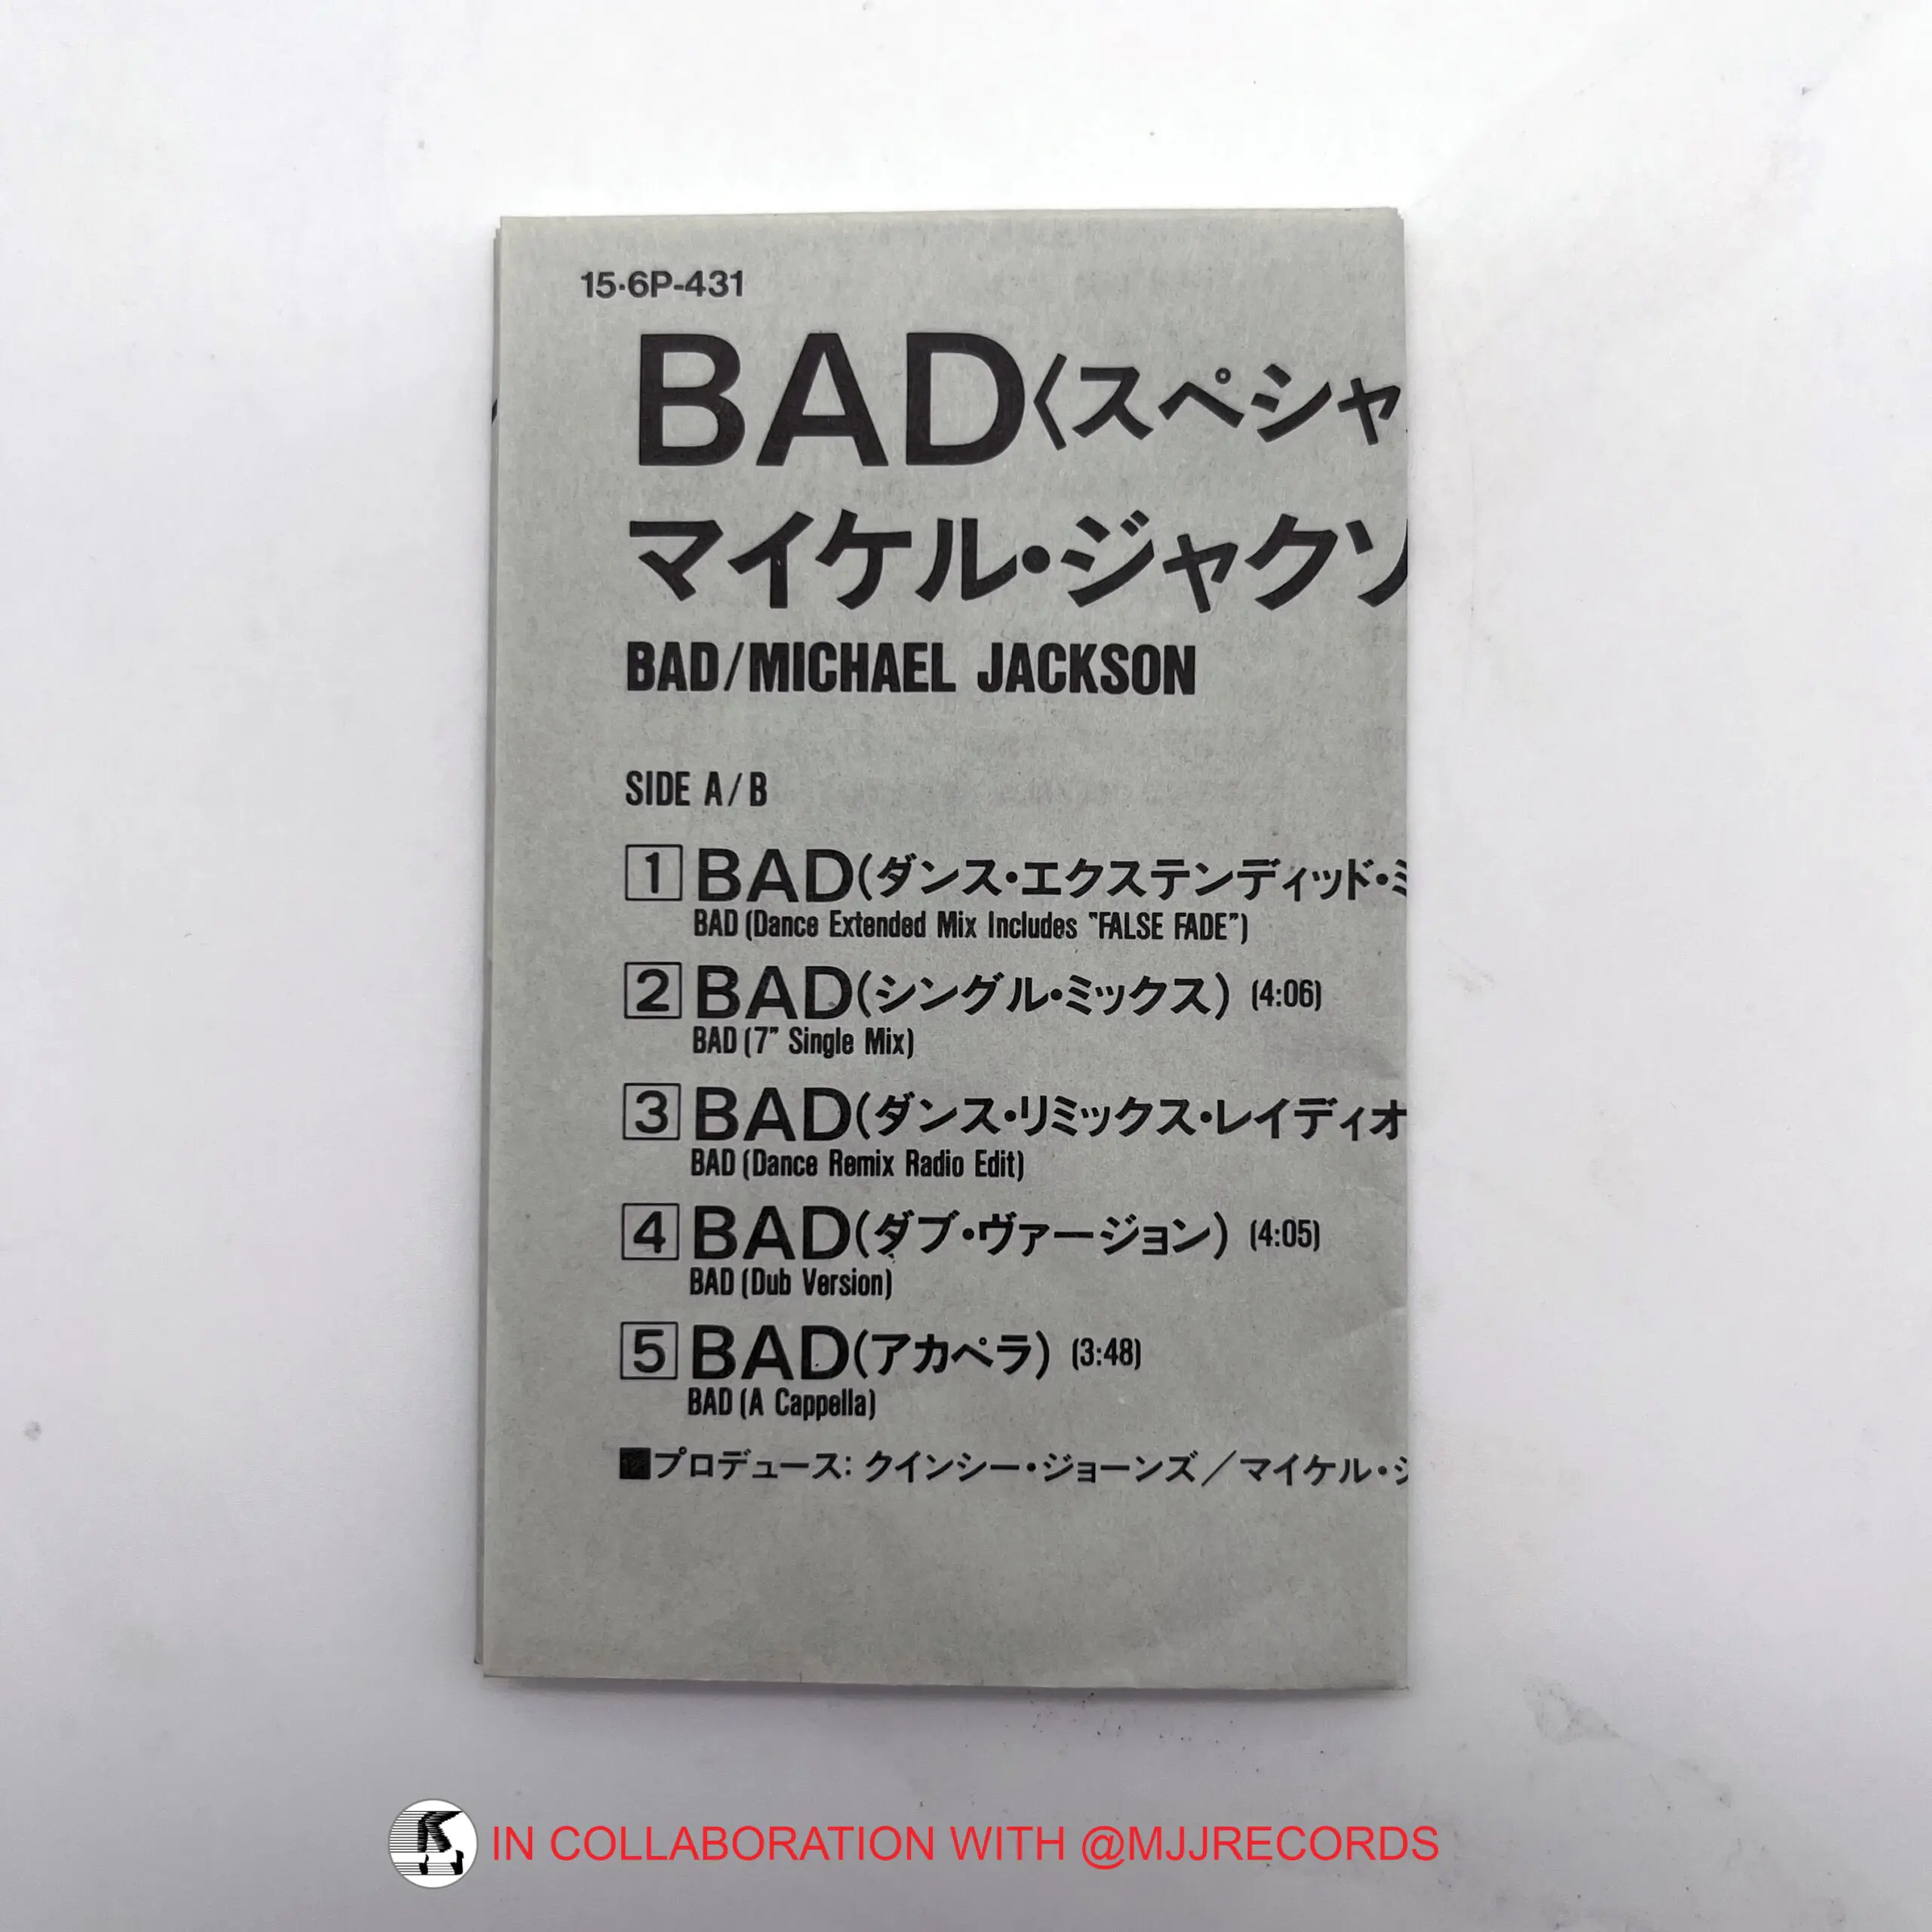 15·6P-431
BAD〈スペシャ
マイケル・ジャクソ
BAD/MICHAEL JACKSON
SIDE A/B
1 BAD(ダンス・エクステンディッド・ミ
BAD (Dance Extended Mix Includes "FALSE FADE")
2 BAD(シングル・ミックス) (4:06)
BAD (7" Single Mix)
3 BAD(ダンス・リミックス・レイディオ
BAD (Dance Remix Radio Edit)
4 BAD(ダブ・ヴァージョン) (4:05)
BAD (Dub Version)
5 BAD(アカペラ) (3:48)
BAD (A Cappella)
■プロデュース: クインシー・ジョーンズ／マイケル・ジ
IN COLLABORATION WITH @MJJRECORDS